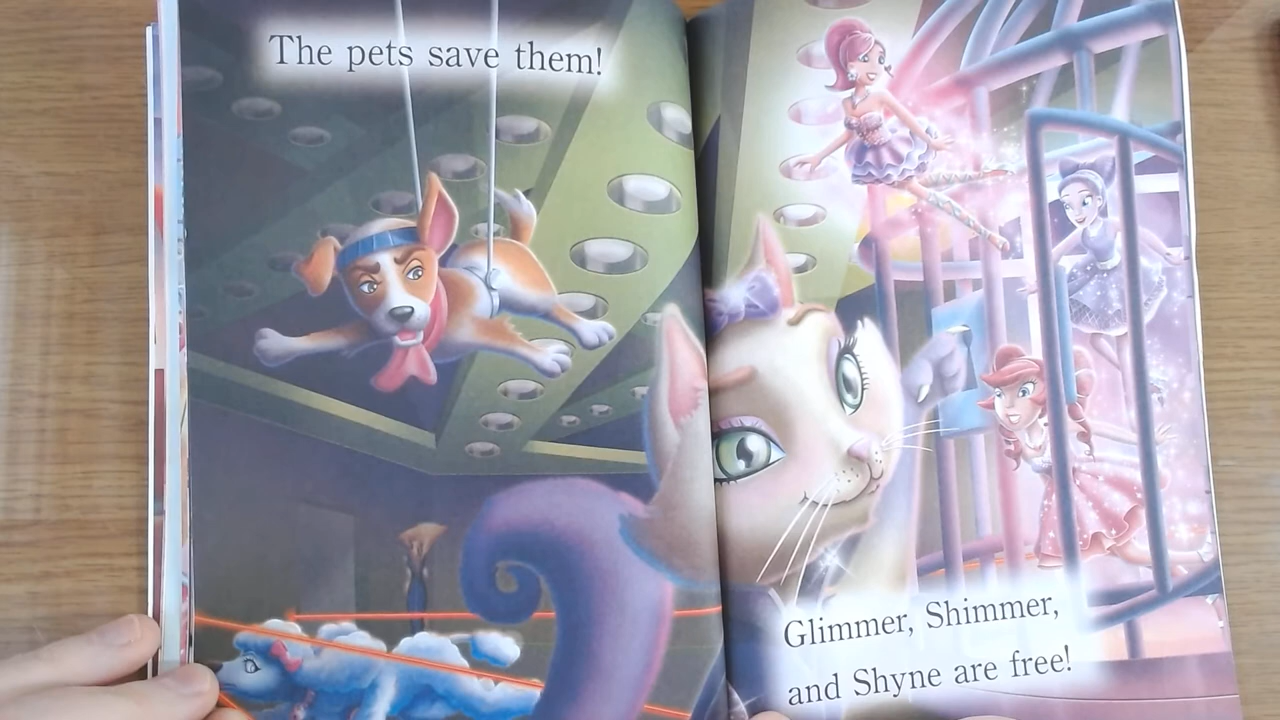 The pets save them!
Glimmer, Shimmer,
and Shyne are free!